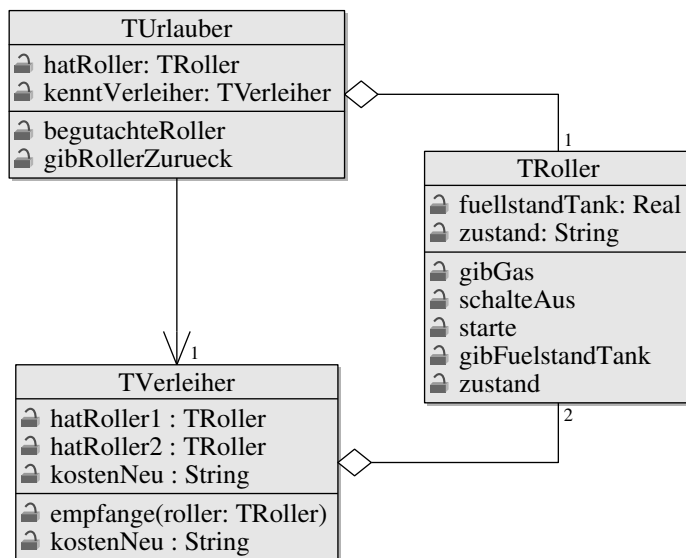 TUrlauber
hatRoller: TRoller
kenntVerleiher: TVerleiher
begutachteRoller
gibRollerZurueck
1
TRoller
fuellstandTank: Real
zustand: String
gibGas
schalteAus
starte
gibFuelstandTank
zustand
2
1
TVerleiher
hatRoller1 : TRoller
hatRoller2 : TRoller
kostenNeu : String
empfange(roller: TRoller)
kostenNeu : String